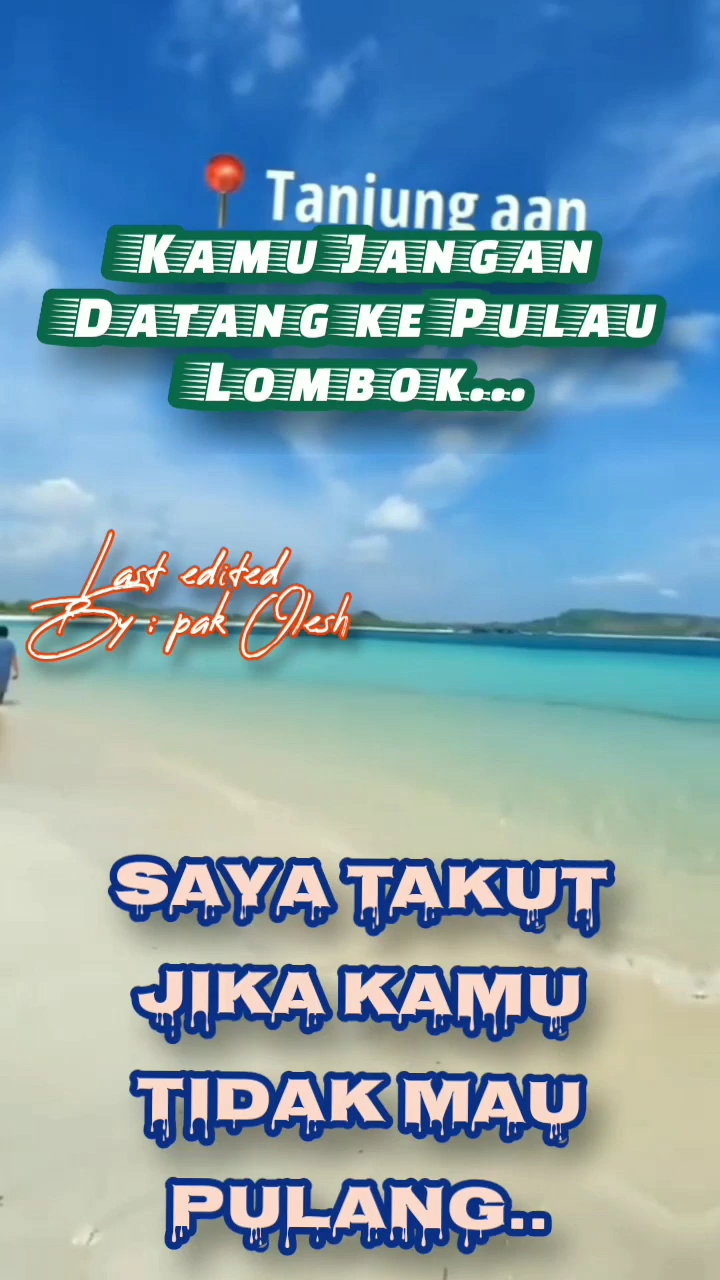 Tanjung aan
Kamu Jangan
Datang ke Pulau
Lombok...
Last edited
By : pak Olesh
SAYA TAKUT
JIKA KAMU
TIDAK MAU
PULANG..